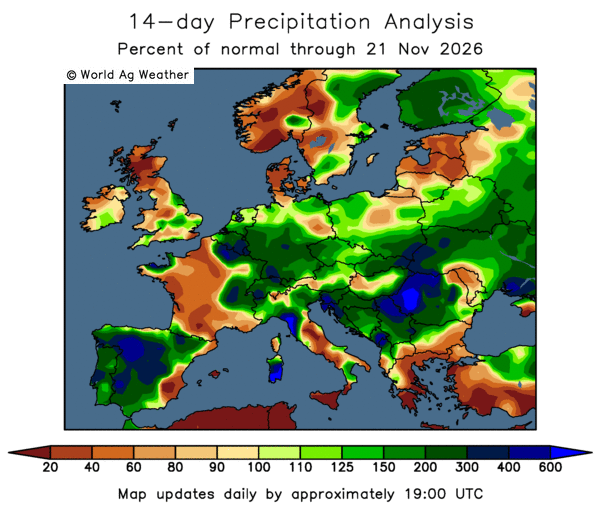 14-day Precipitation Analysis
Percent of normal through 21 Nov 2026
© World Ag Weather
20 40 60 80 90 100 110 125 150 200 300 400 600
Map updates daily by approximately 19:00 UTC